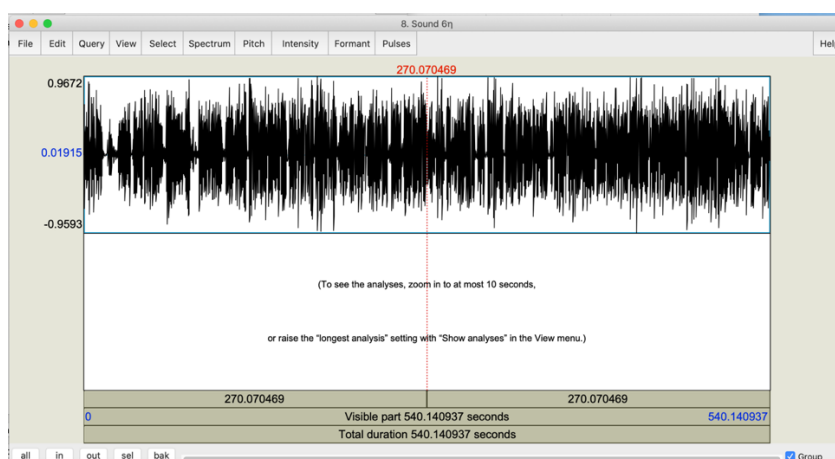 8. Sound 6η
File Edit Query View Select Spectrum Pitch Intensity Formant Pulses
270.070469
0.9672
0.01915
-0.9593
(To see the analyses, zoom in to at most 10 seconds,
or raise the "longest analysis" setting with "Show analyses" in the View menu.)
270.070469 270.070469
0 Visible part 540.140937 seconds 540.140937
Total duration 540.140937 seconds
all in out sel bak Group